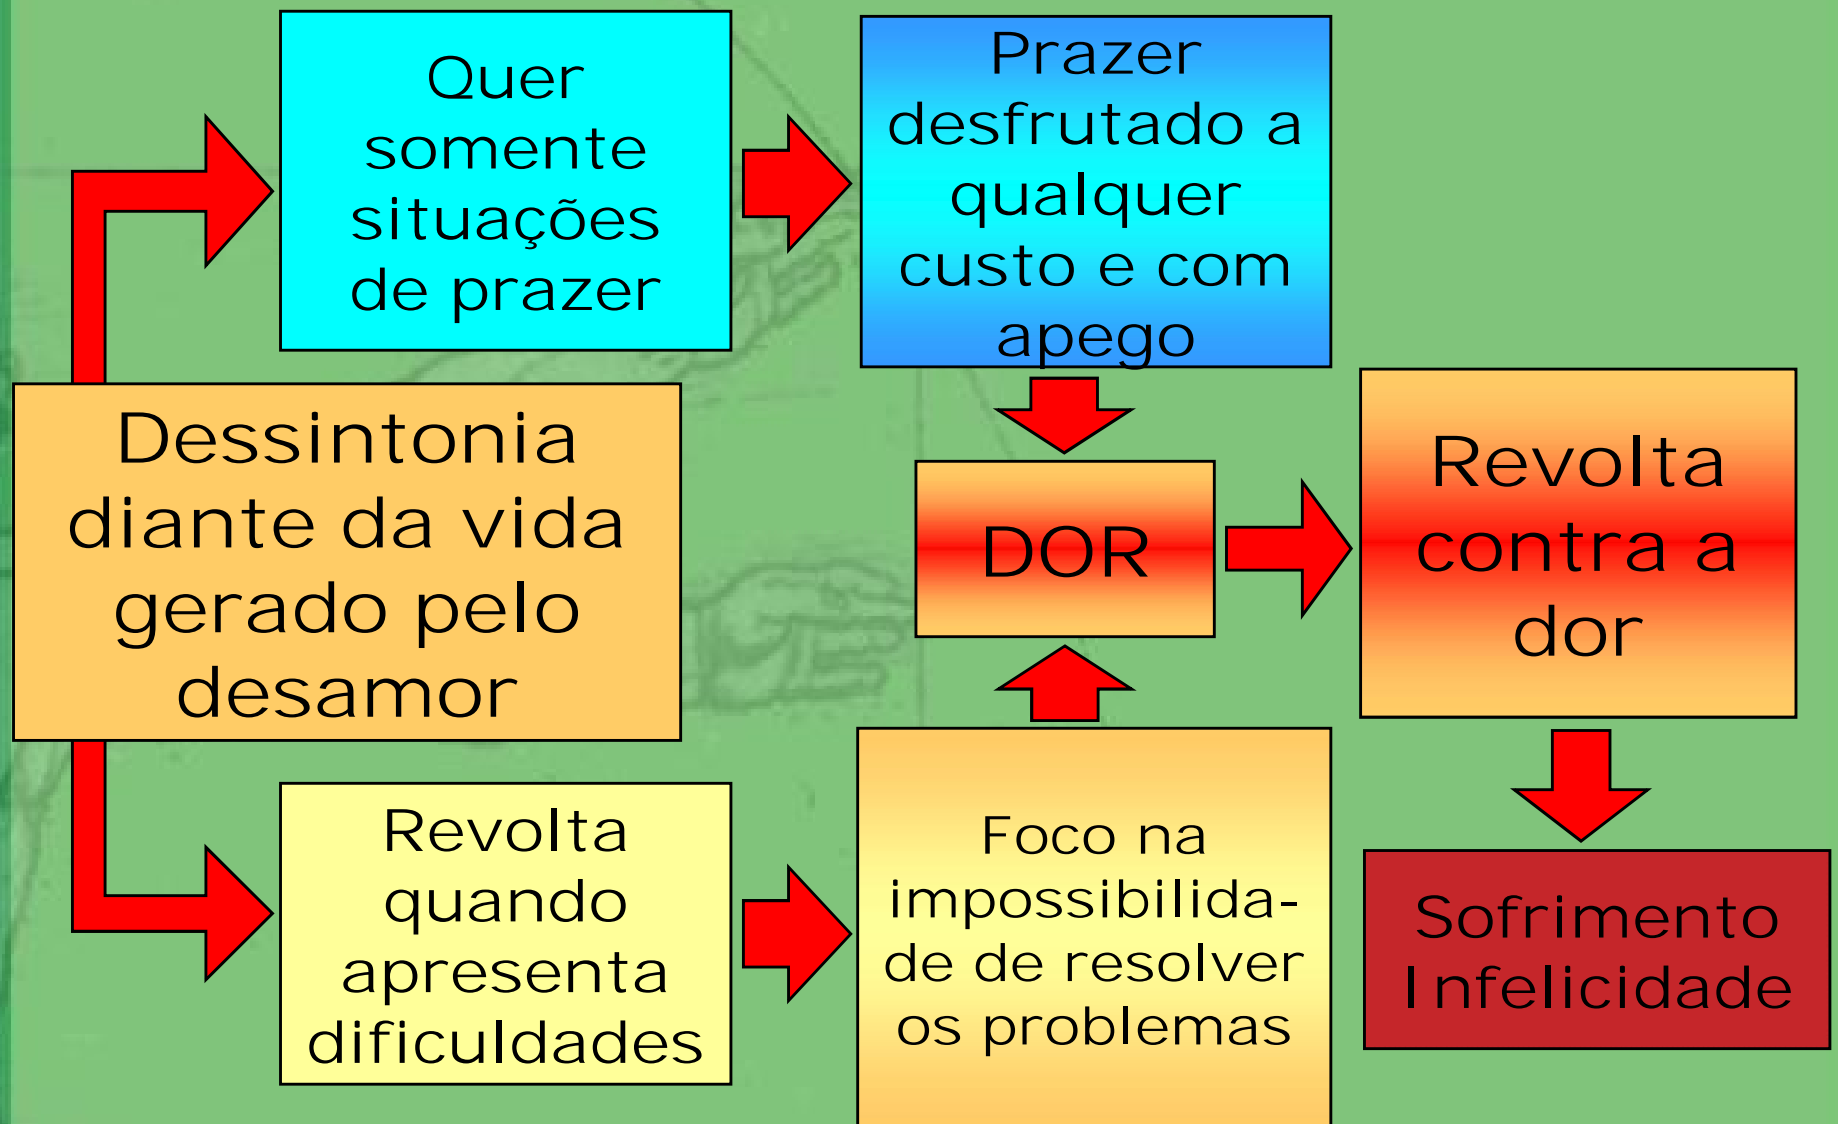 Quer
somente
situações
de prazer
Prazer
desfrutado a
qualquer
custo e com
apego
Dessintonia
diante da vida
gerado pelo
desamor
DOR
Revolta
contra a
dor
Revolta
quando
apresenta
dificuldades
Foco na
impossibilida-
de de resolver
os problemas
Sofrimento
Infelicidade